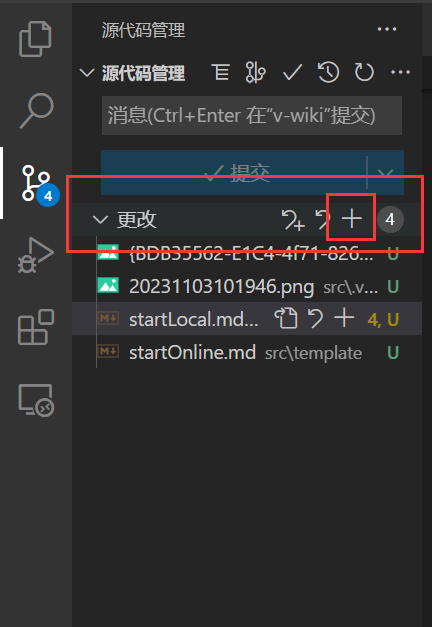 源代码管理
源代码管理
消息(Ctrl+Enter 在“v-wiki”提交)
提交
4
更改 4
{BDB35562-E1C4-4f71-826... U
20231103101946.png src\.v... U
startLocal.md... 4, U
startOnline.md src\template U